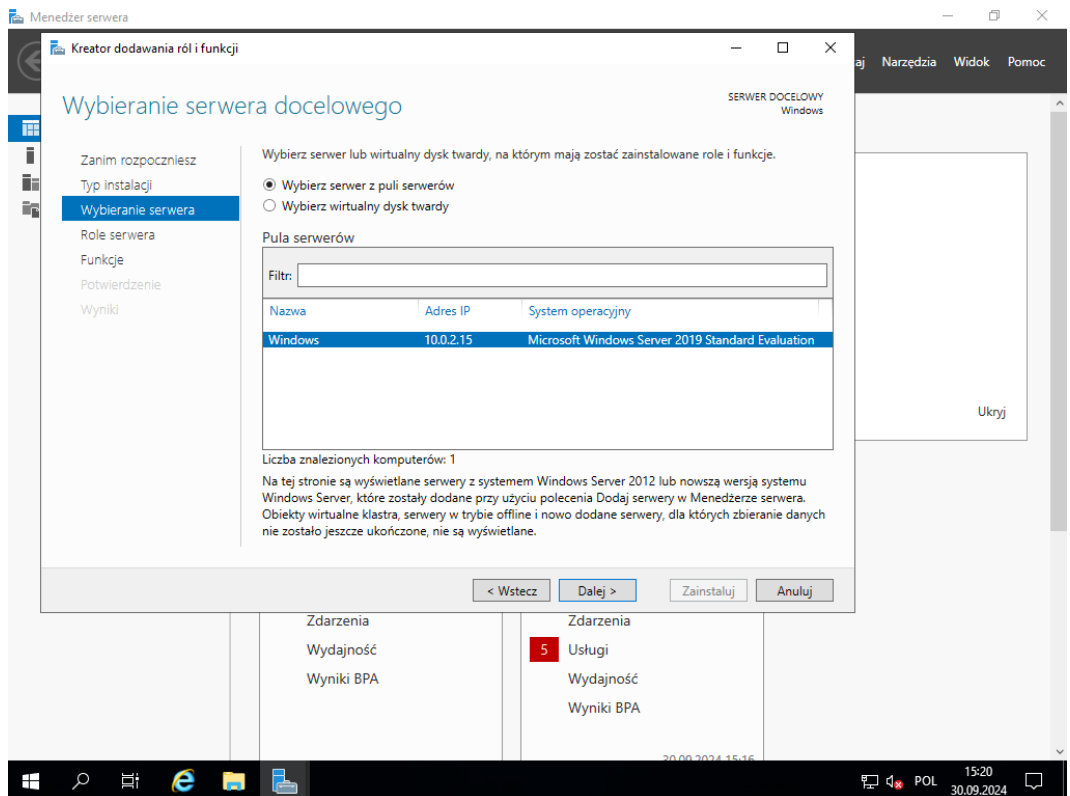 Menedżer serwera
Kreator dodawania ról i funkcji
aj Narzędzia Widok Pomoc
Wybieranie serwera docelowego
SERWER DOCELOWY
Windows
Zanim rozpoczniesz
Typ instalacji
Wybieranie serwera
Role serwera
Funkcje
Potwierdzenie
Wyniki
Wybierz serwer lub wirtualny dysk twardy, na którym mają zostać zainstalowane role i funkcje.
Wybierz serwer z puli serwerów
Wybierz wirtualny dysk twardy
Pula serwerów
Filtr:
Nazwa Adres IP System operacyjny
Windows 10.0.2.15 Microsoft Windows Server 2019 Standard Evaluation
Liczba znalezionych komputerów: 1
Na tej stronie są wyświetlane serwery z systemem Windows Server 2012 lub nowszą wersją systemu
Windows Server, które zostały dodane przy użyciu polecenia Dodaj serwery w Menedżerze serwera.
Obiekty wirtualne klastra, serwery w trybie offline i nowo dodane serwery, dla których zbieranie danych
nie zostało jeszcze ukończone, nie są wyświetlane.
Ukryj
< Wstecz Dalej > Zainstaluj Anuluj
Zdarzenia
Wydajność
Wyniki BPA
Zdarzenia
5 Usługi
Wydajność
Wyniki BPA
30.09.2024 15:16
POL
15:20
30.09.2024